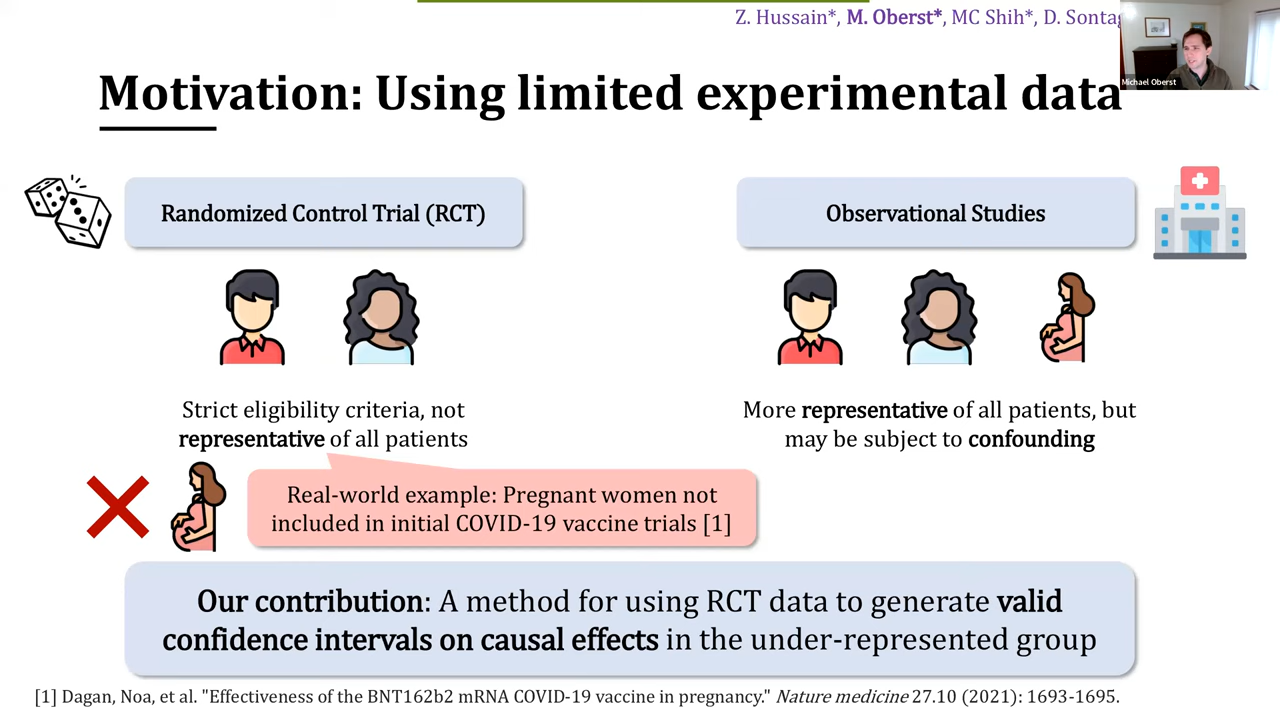 Z. Hussain*, M. Oberst*, MC Shih*, D. Sontag
Michael Oberst
Motivation: Using limited experimental data
Randomized Control Trial (RCT)
Observational Studies
Strict eligibility criteria, not
representative of all patients
More representative of all patients, but
may be subject to confounding
Real-world example: Pregnant women not
included in initial COVID-19 vaccine trials [1]
Our contribution: A method for using RCT data to generate valid
confidence intervals on causal effects in the under-represented group
[1] Dagan, Noa, et al. "Effectiveness of the BNT162b2 mRNA COVID-19 vaccine in pregnancy." Nature medicine 27.10 (2021): 1693-1695.